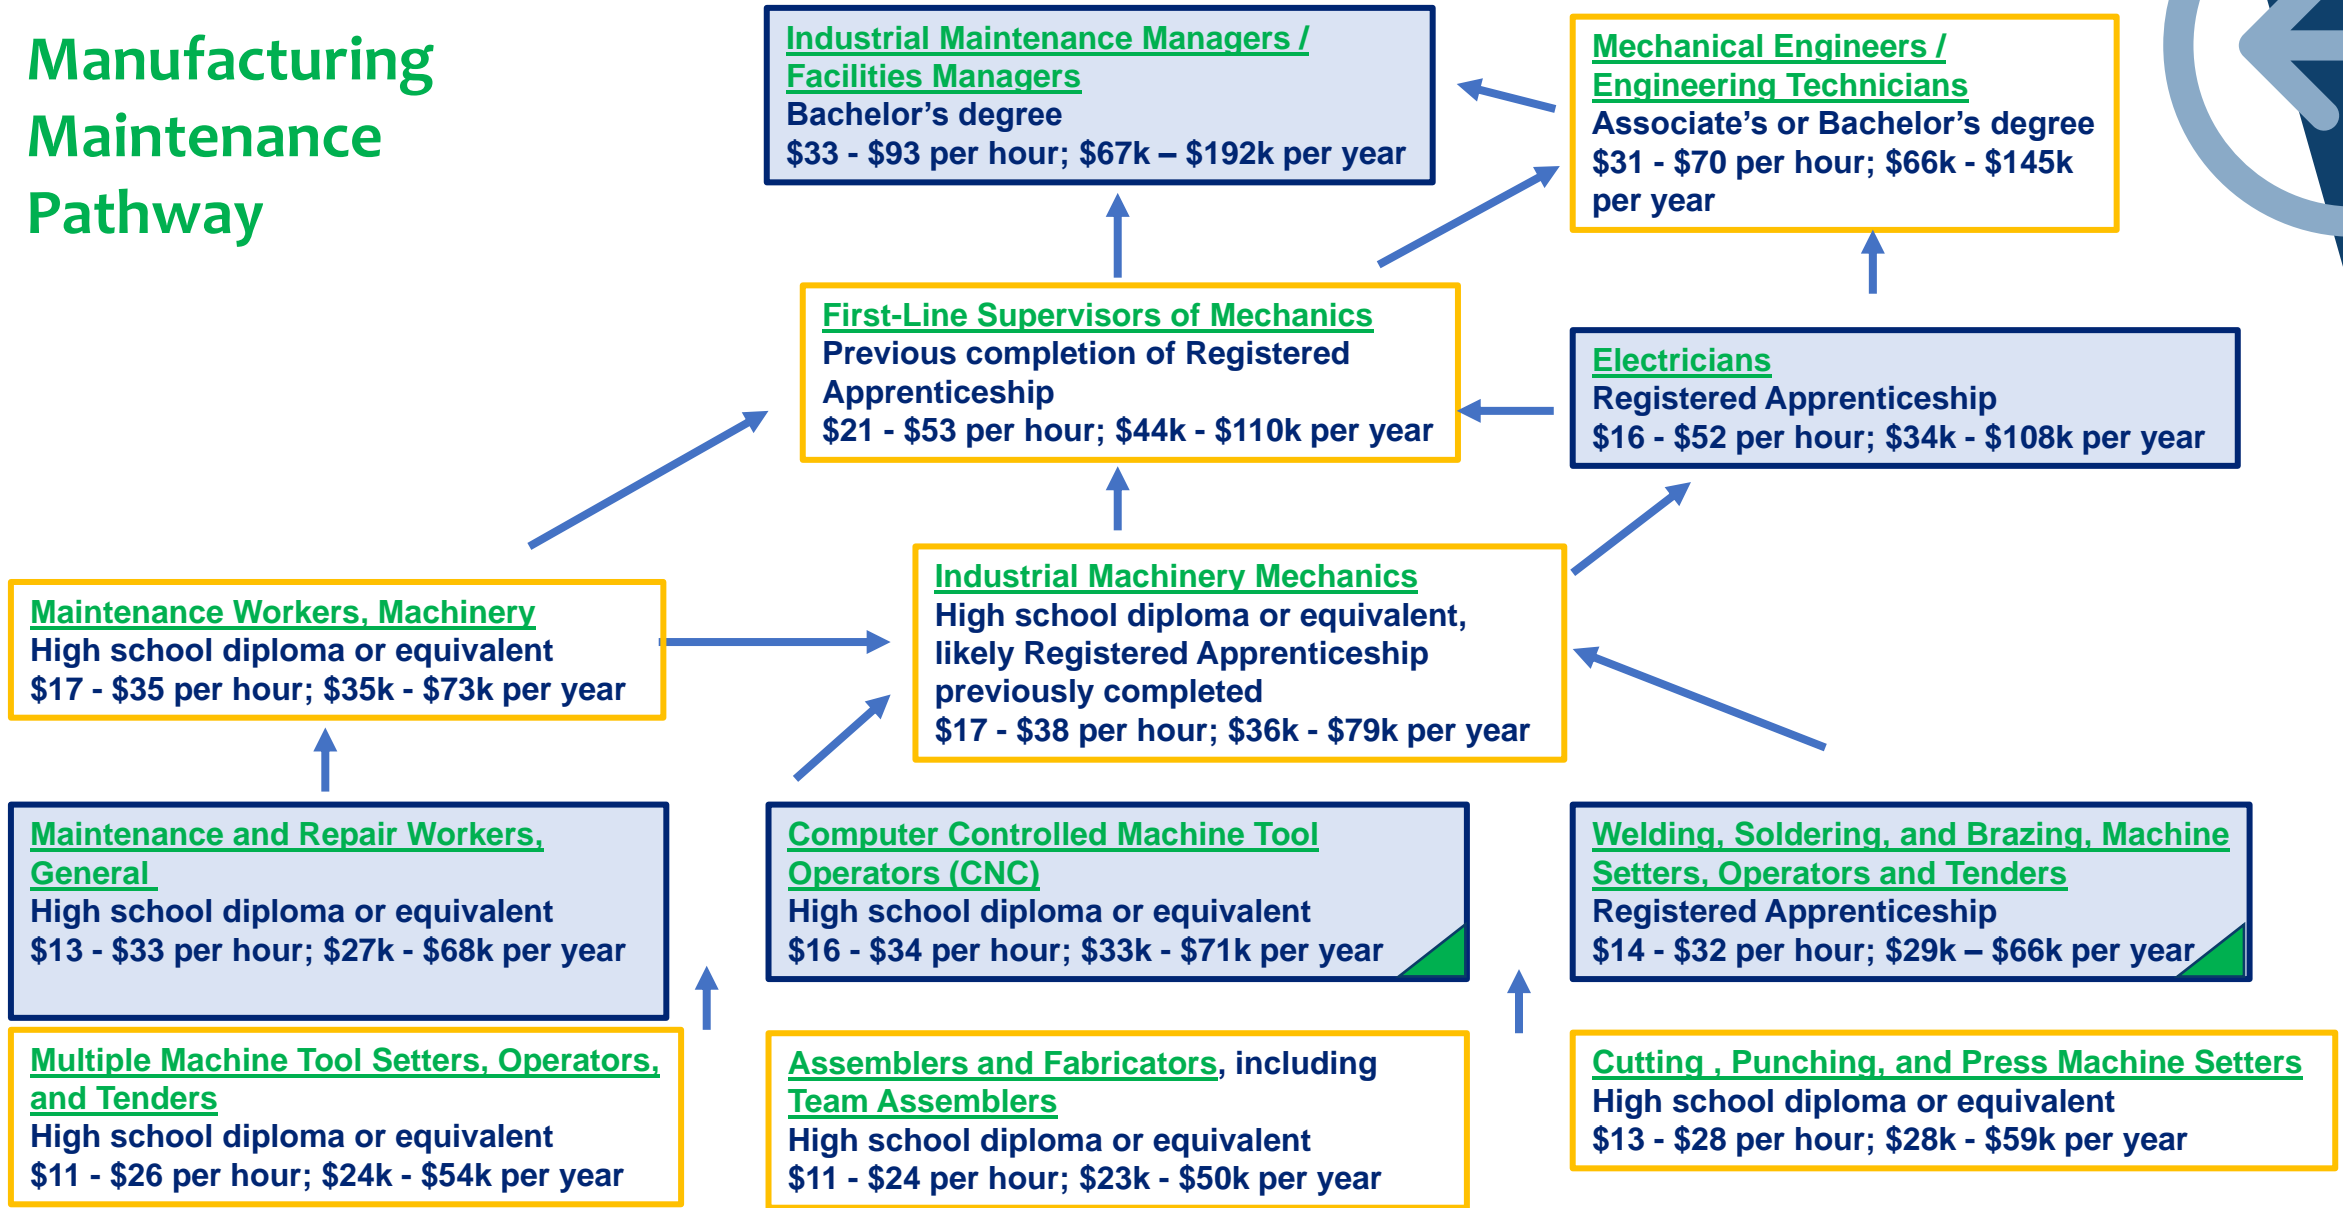 Manufacturing
Maintenance
Pathway
Industrial Maintenance Managers /
Facilities Managers
Bachelor’s degree
$33 - $93 per hour; $67k – $192k per year
Mechanical Engineers /
Engineering Technicians
Associate’s or Bachelor’s degree
$31 - $70 per hour; $66k - $145k
per year
First-Line Supervisors of Mechanics
Previous completion of Registered
Apprenticeship
$21 - $53 per hour; $44k - $110k per year
Electricians
Registered Apprenticeship
$16 - $52 per hour; $34k - $108k per year
Maintenance Workers, Machinery
High school diploma or equivalent
$17 - $35 per hour; $35k - $73k per year
Industrial Machinery Mechanics
High school diploma or equivalent,
likely Registered Apprenticeship
previously completed
$17 - $38 per hour; $36k - $79k per year
Maintenance and Repair Workers,
General
High school diploma or equivalent
$13 - $33 per hour; $27k - $68k per year
Computer Controlled Machine Tool
Operators (CNC)
High school diploma or equivalent
$16 - $34 per hour; $33k - $71k per year
Welding, Soldering, and Brazing, Machine
Setters, Operators and Tenders
Registered Apprenticeship
$14 - $32 per hour; $29k – $66k per year
Multiple Machine Tool Setters, Operators,
and Tenders
High school diploma or equivalent
$11 - $26 per hour; $24k - $54k per year
Assemblers and Fabricators, including
Team Assemblers
High school diploma or equivalent
$11 - $24 per hour; $23k - $50k per year
Cutting , Punching, and Press Machine Setters
High school diploma or equivalent
$13 - $28 per hour; $28k - $59k per year